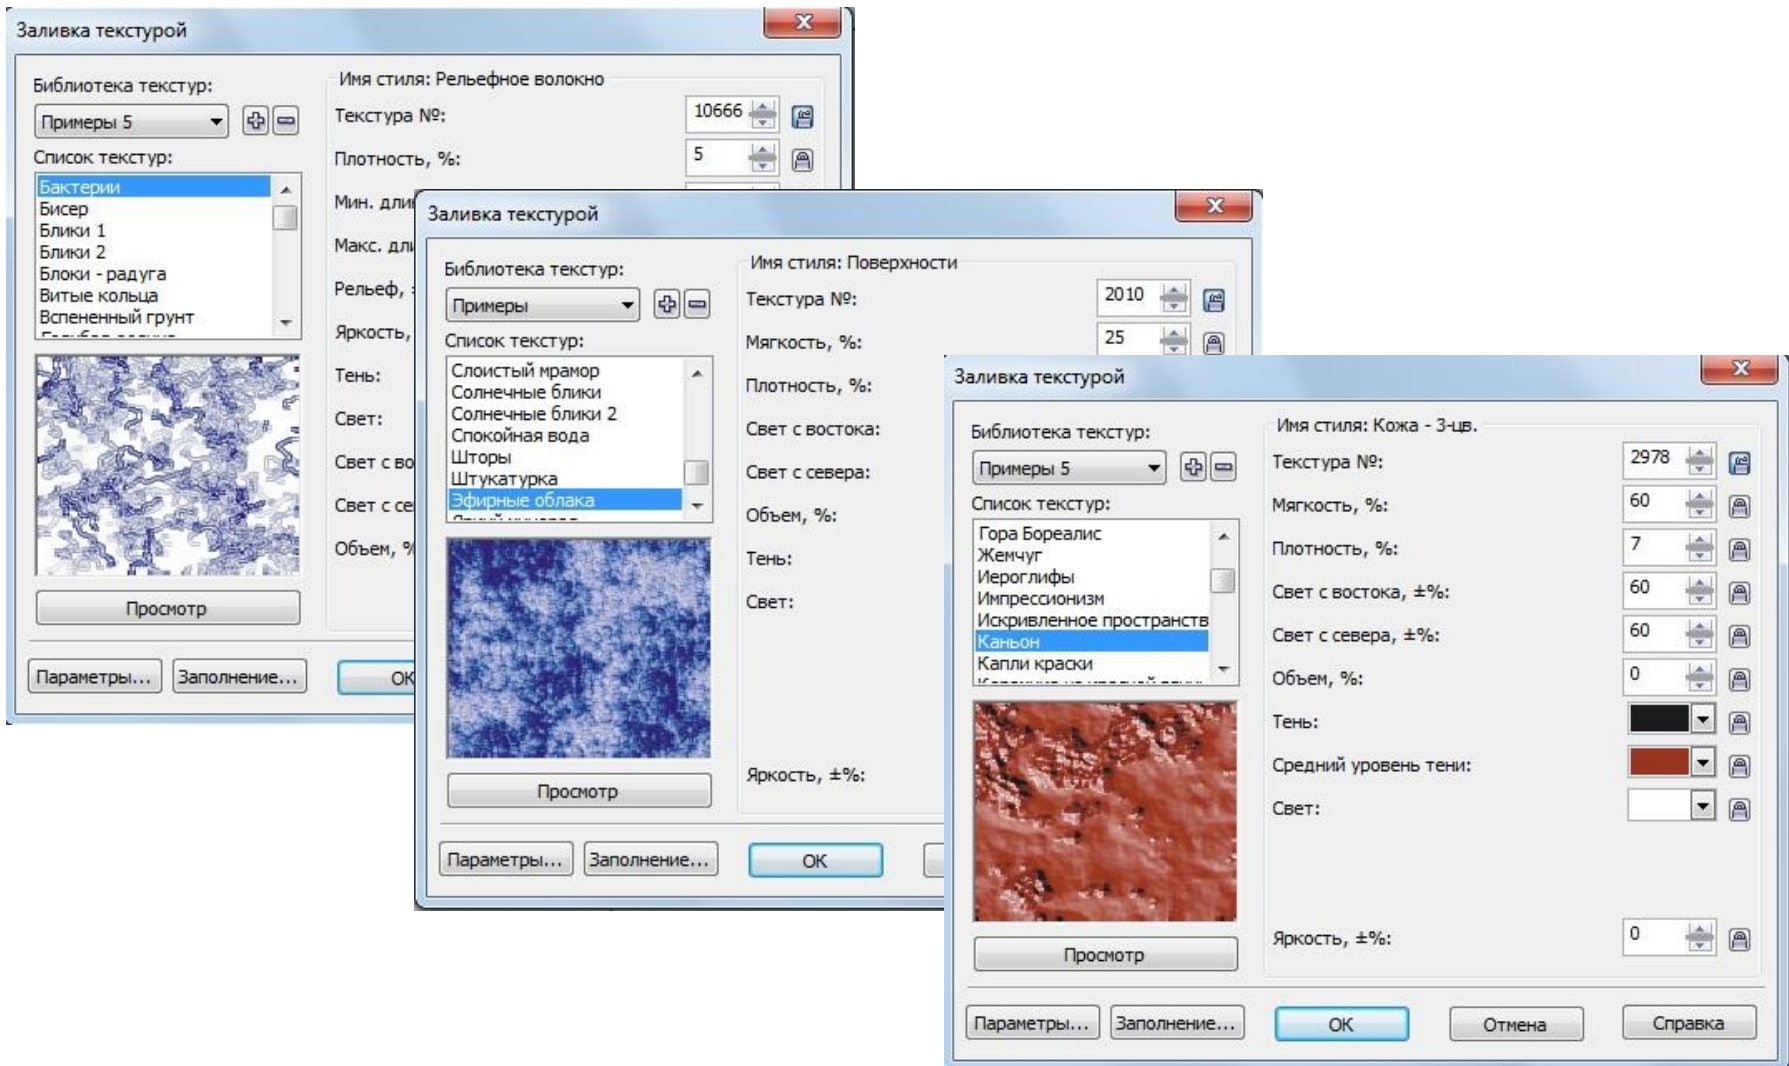 Заливка текстурой
Библиотека текстур:
Примеры 5
Список текстур:
Бактерии
Бисер
Блики 1
Блики 2
Блоки - радуга
Витые кольца
Вспененный грунт
Просмотр
Параметры...
Заполнение...
Имя стиля: Рельефное волокно
Текстура №:
10666
Плотность, %:
5
Мин.
Макс.
Рельеф,
Яркость,
Тень:
Свет:
Свет с
Свет с
Объем, %
OK
Заливка текстурой
Библиотека текстур:
Примеры
Список текстур:
Слоистый мрамор
Солнечные блики
Солнечные блики 2
Спокойная вода
Шторы
Штукатурка
Эфирные облака
Просмотр
Параметры...
Заполнение...
Имя стиля: Поверхности
Текстура №:
2010
Мягкость, %:
25
Плотность, %:
Свет с востока:
Свет с севера:
Объем, %:
Тень:
Свет:
Яркость, ±%:
OK
Заливка текстурой
Библиотека текстур:
Примеры 5
Список текстур:
Гора Бореалис
Жемчуг
Иероглифы
Импрессионизм
Искривленное пространств
Каньон
Капли краски
Просмотр
Параметры...
Заполнение...
Имя стиля: Кожа - 3-цв.
Текстура №:
2978
Мягкость, %:
60
Плотность, %:
7
Свет с востока, ±%:
60
Свет с севера, ±%:
60
Объем, %:
0
Тень:
Средний уровень тени:
Свет:
Яркость, ±%:
0
OK
Отмена
Справка